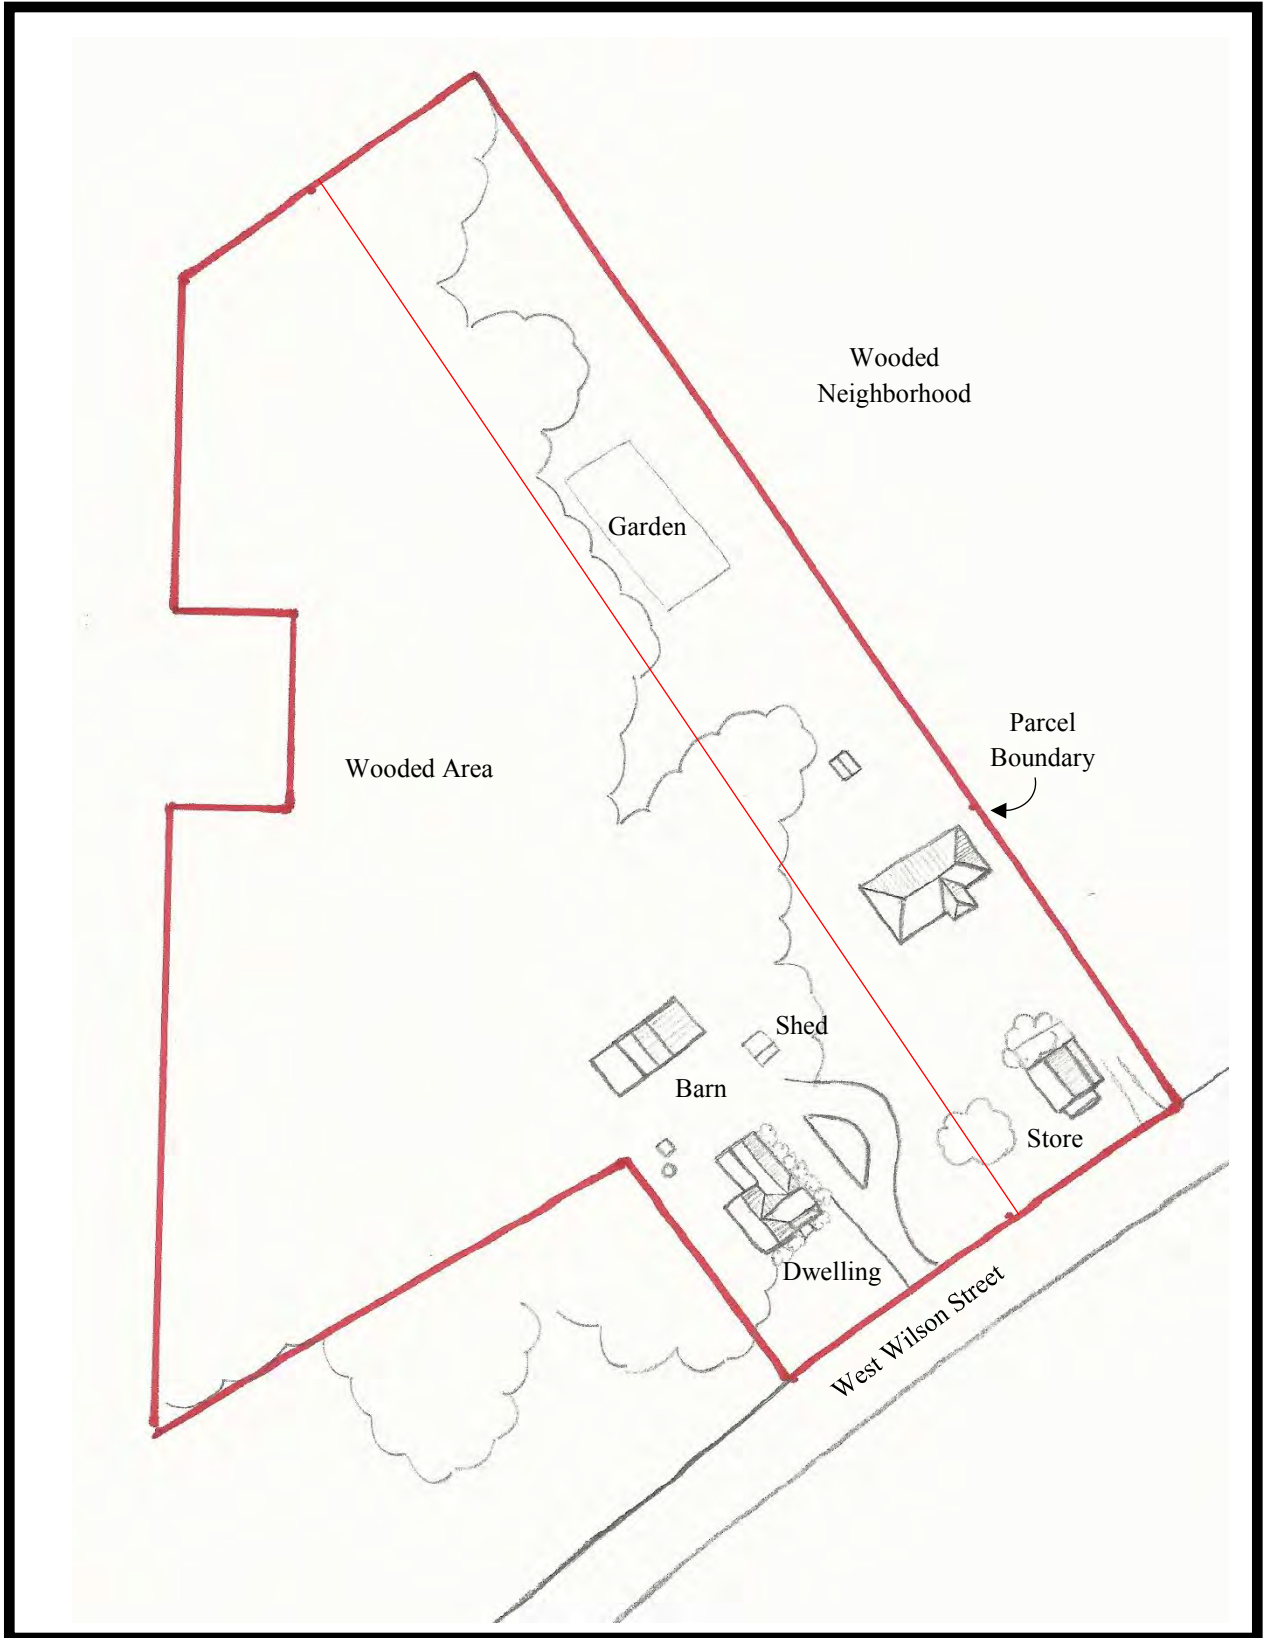 Wooded
Neighborhood
Garden
Parcel
Boundary
Wooded Area
Shed
Barn
Store
Dwelling
West Wilson Street